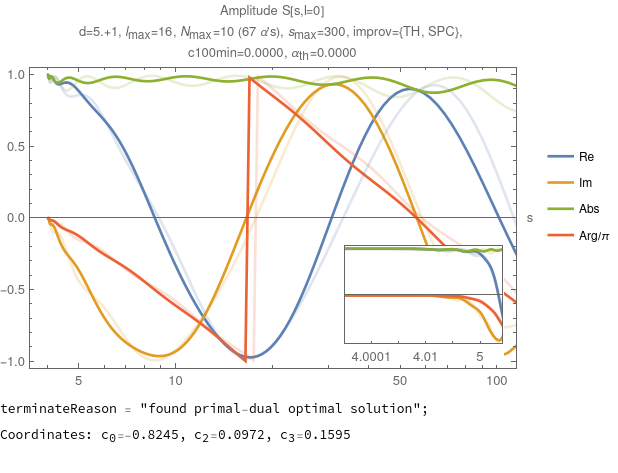 Amplitude S[s,l=0]
d=5.+1, lmax=16, Nmax=10 (67 α's), smax=300, improv={TH, SPC},
c100min=0.0000, αth=0.0000
1.0
0.5
0.0
−0.5
−1.0
s
Re
Im
Abs
Arg/π
4.0001 4.01 5
5 10 50 100
terminateReason = "found primal-dual optimal solution";
Coordinates: c0=-0.8245, c2=0.0972, c3=0.1595